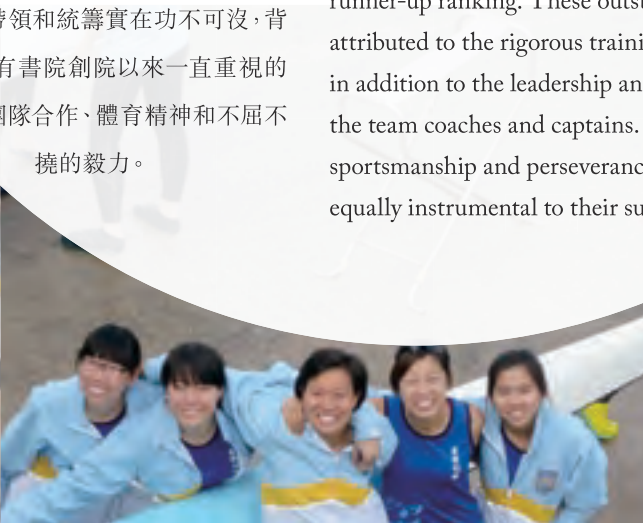 帶領和統籌實在功不可沒，背
有書院創院以來一直重視的
團隊合作、體育精神和不屈不
撓的毅力。
runner-up ranking. These outst
attributed to the rigorous traini
in addition to the leadership an
the team coaches and captains.
sportsmanship and perseveranc
equally instrumental to their su